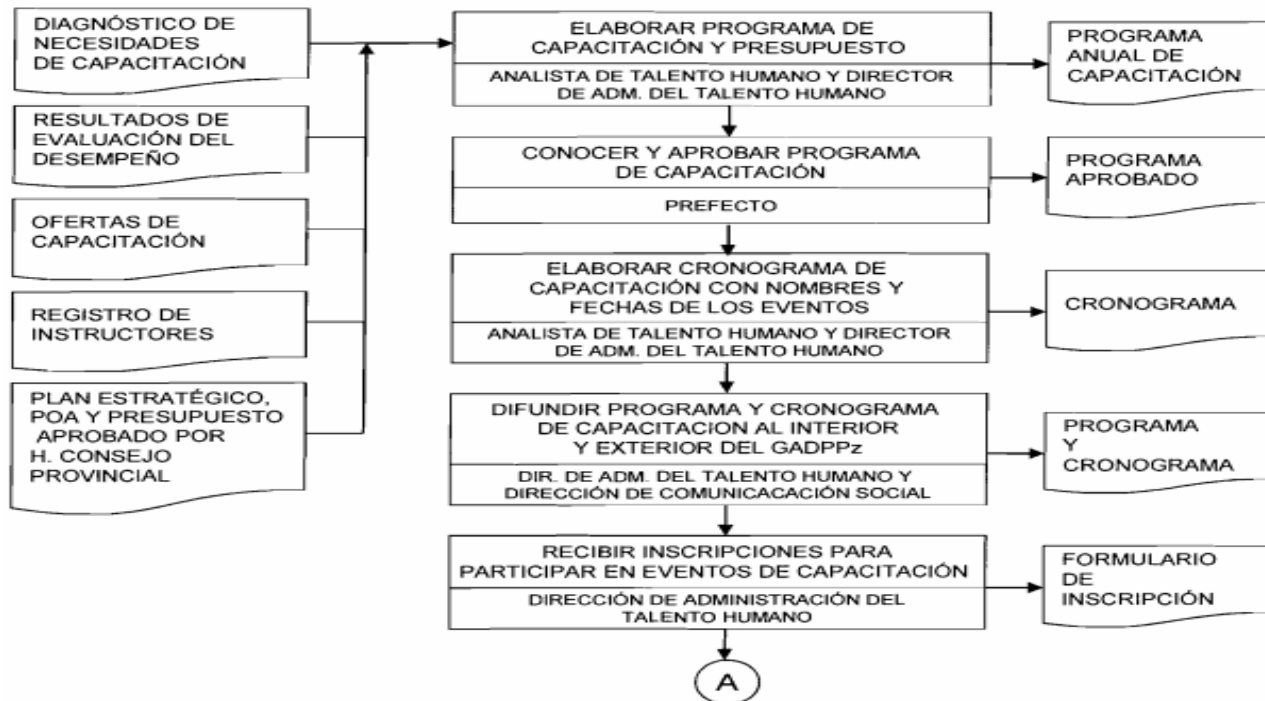 DIAGNÓSTICO DE
NECESIDADES
DE CAPACITACIÓN
RESULTADOS DE
EVALUACIÓN DEL
DESEMPEÑO
OFERTAS DE
CAPACITACIÓN
REGISTRO DE
INSTRUCTORES
PLAN ESTRATÉGICO,
POA Y PRESUPUESTO
APROBADO POR
H. CONSEJO
PROVINCIAL
ELABORAR PROGRAMA DE
CAPACITACIÓN Y PRESUPUESTO
ANALISTA DE TALENTO HUMANO Y DIRECTOR
DE ADM. DEL TALENTO HUMANO
PROGRAMA
ANUAL DE
CAPACITACIÓN
CONOCER Y APROBAR PROGRAMA
DE CAPACITACIÓN
PREFECTO
PROGRAMA
APROBADO
ELABORAR CRONOGRAMA DE
CAPACITACIÓN CON NOMBRES Y
FECHAS DE LOS EVENTOS
ANALISTA DE TALENTO HUMANO Y DIRECTOR
DE ADM. DEL TALENTO HUMANO
CRONOGRAMA
DIFUNDIR PROGRAMA Y CRONOGRAMA
DE CAPACITACION AL INTERIOR
Y EXTERIOR DEL GADPPz
DIR. DE ADM. DEL TALENTO HUMANO Y
DIRECCIÓN DE COMUNICACACIÓN SOCIAL
PROGRAMA
Y
CRONOGRAMA
RECIBIR INSCRIPCIONES PARA
PARTICIPAR EN EVENTOS DE CAPACITACIÓN
DIRECCIÓN DE ADMINISTRACIÓN DEL
TALENTO HUMANO
FORMULARIO
DE
INSCRIPCIÓN
A